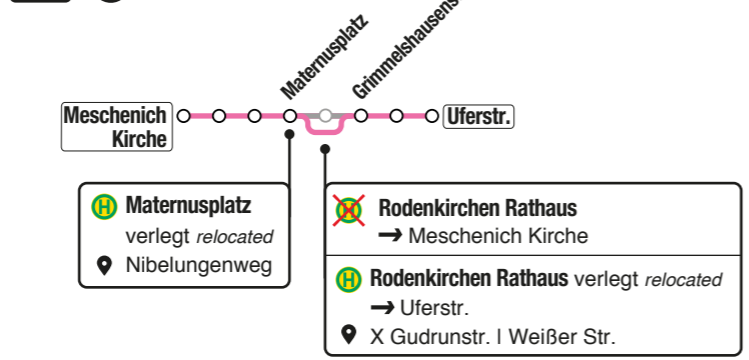 Maternusplatz
Meschenich
Kirche
Uferstr.
H Maternusplatz
verlegt relocated
Nibelungenweg
H Rodenkirchen Rathaus
→ Meschenich Kirche
H Rodenkirchen Rathaus verlegt relocated
→ Uferstr.
X Gudrunstr. I Weißer Str.